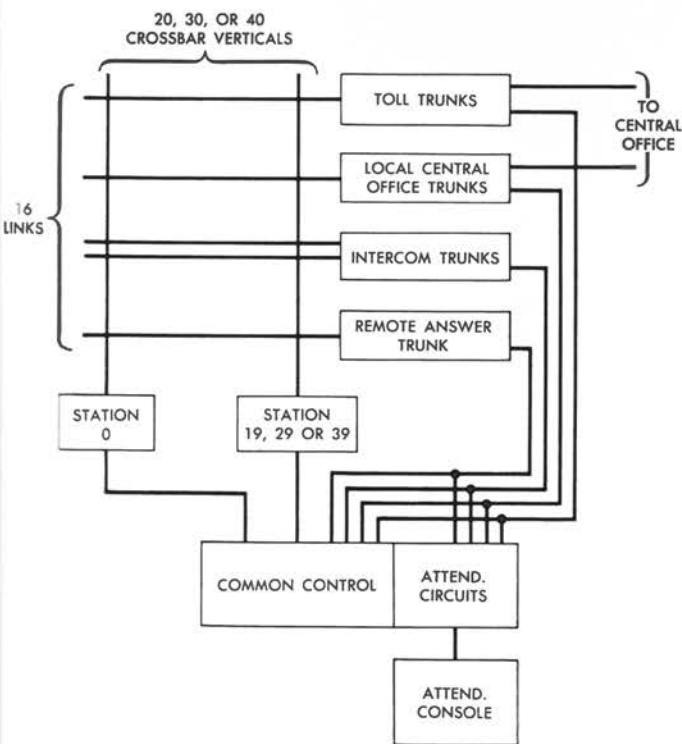 20, 30, OR 40
CROSSBAR VERTICALS
TOLL TRUNKS
TO
CENTRAL
OFFICE
LOCAL CENTRAL
OFFICE TRUNKS
16
LINKS
INTERCOM TRUNKS
REMOTE ANSWER
TRUNK
STATION
0
STATION
19, 29 OR 39
COMMON CONTROL
ATTEND.
CIRCUITS
ATTEND.
CONSOLE